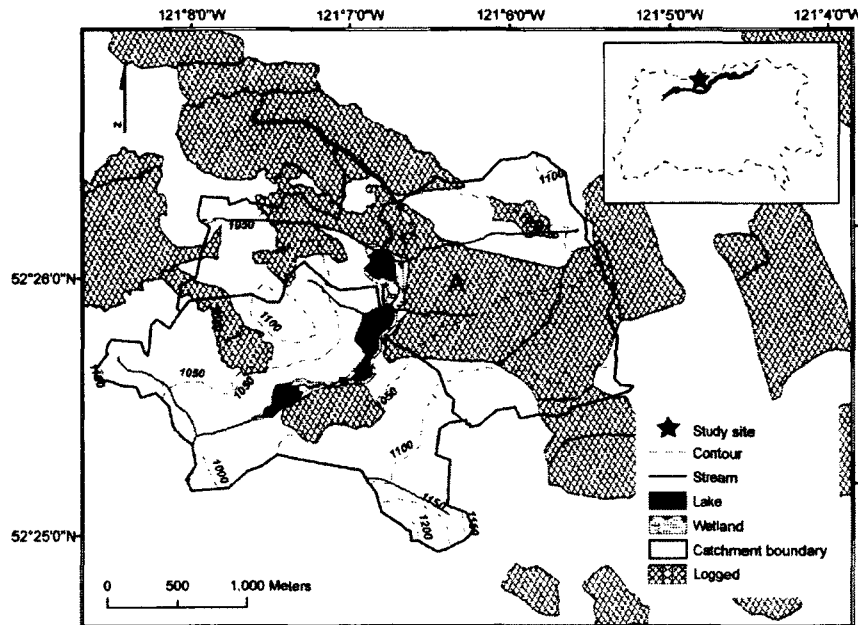 121°8'0"W 121°7'0"W 121°6'0"W 121°5'0"W 121°4'0"W
z
1100
1050
A
52°26'0"N
1100
1050
1050
1050
1100
1000
1150
1200
52°25'0"N
0 500 1,000 Meters
Study site
Contour
Stream
Lake
Wetland
Catchment boundary
Logged